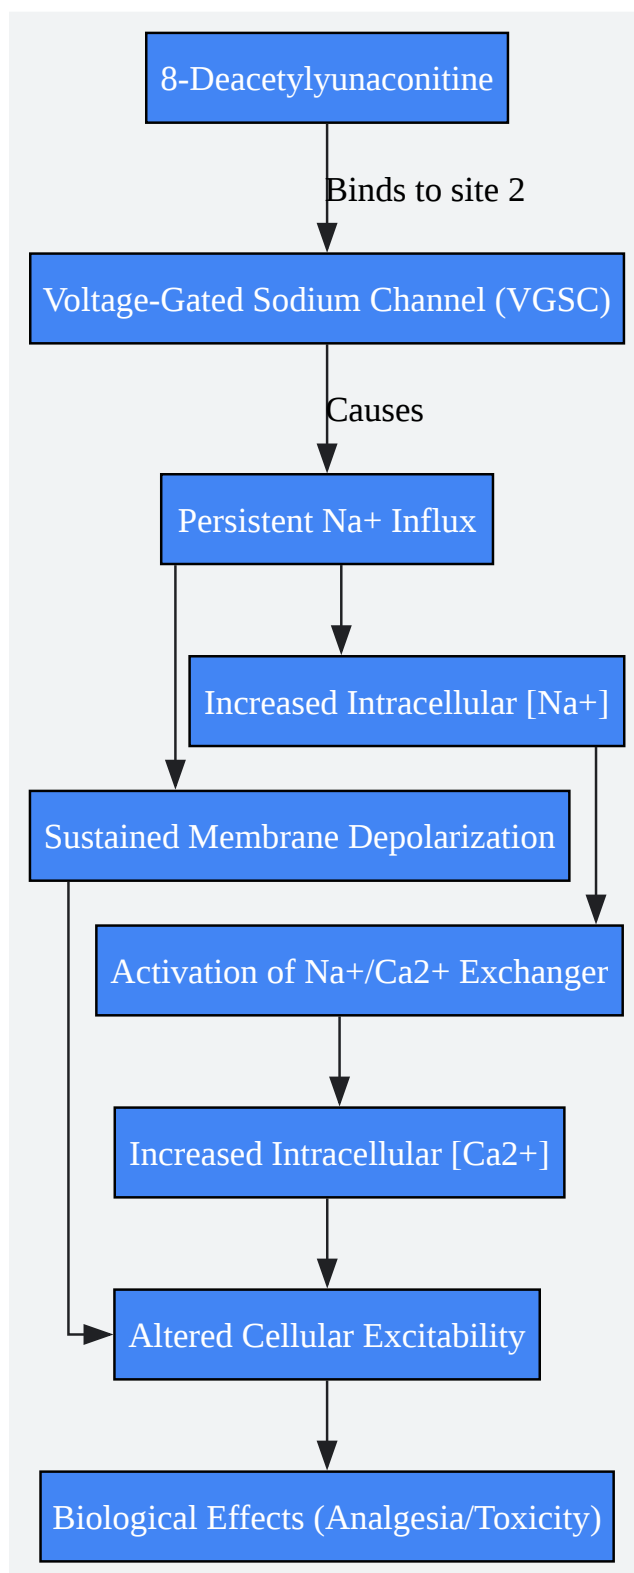 8-Deacetylyunaconitine
Binds to site 2
Voltage-Gated Sodium Channel (VGSC)
Causes
Persistent Na+ Influx
Increased Intracellular [Na+]
Sustained Membrane Depolarization
Activation of Na+/Ca2+ Exchanger
Increased Intracellular [Ca2+]
Altered Cellular Excitability
Biological Effects (Analgesia/Toxicity)